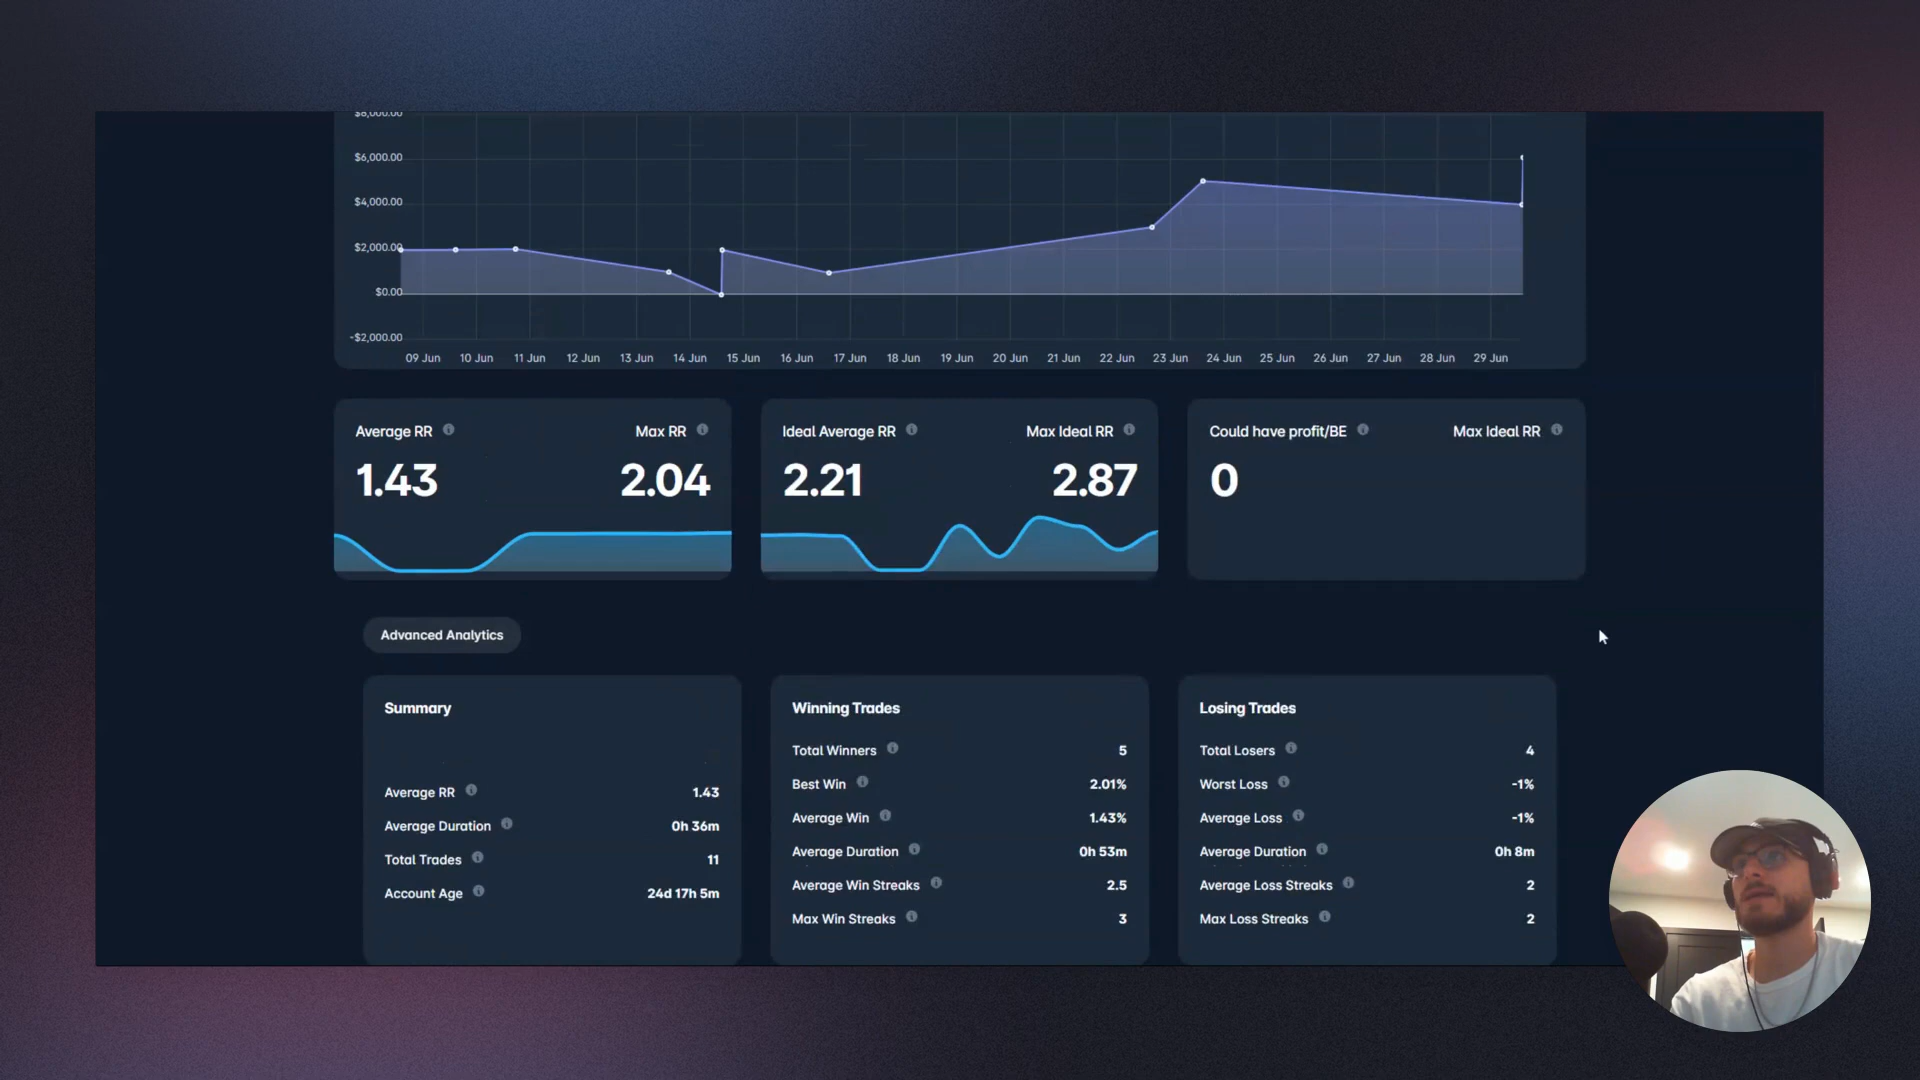 $8,000.00
$6,000.00
$4,000.00
$2,000.00
$0.00
-$2,000.00
09 Jun 10 Jun 11 Jun 12 Jun 13 Jun 14 Jun 15 Jun 16 Jun 17 Jun 18 Jun 19 Jun 20 Jun 21 Jun 22 Jun 23 Jun 24 Jun 25 Jun 26 Jun 27 Jun 28 Jun 29 Jun
Average RR Max RR
1.43 2.04
Ideal Average RR Max Ideal RR
2.21 2.87
Could have profit/BE Max Ideal RR
0
Advanced Analytics
Summary
Average RR 1.43
Average Duration 0h 36m
Total Trades 11
Account Age 24d 17h 5m
Winning Trades
Total Winners 5
Best Win 2.01%
Average Win 1.43%
Average Duration 0h 53m
Average Win Streaks 2.5
Max Win Streaks 3
Losing Trades
Total Losers 4
Worst Loss -1%
Average Loss -1%
Average Duration 0h 8m
Average Loss Streaks 2
Max Loss Streaks 2